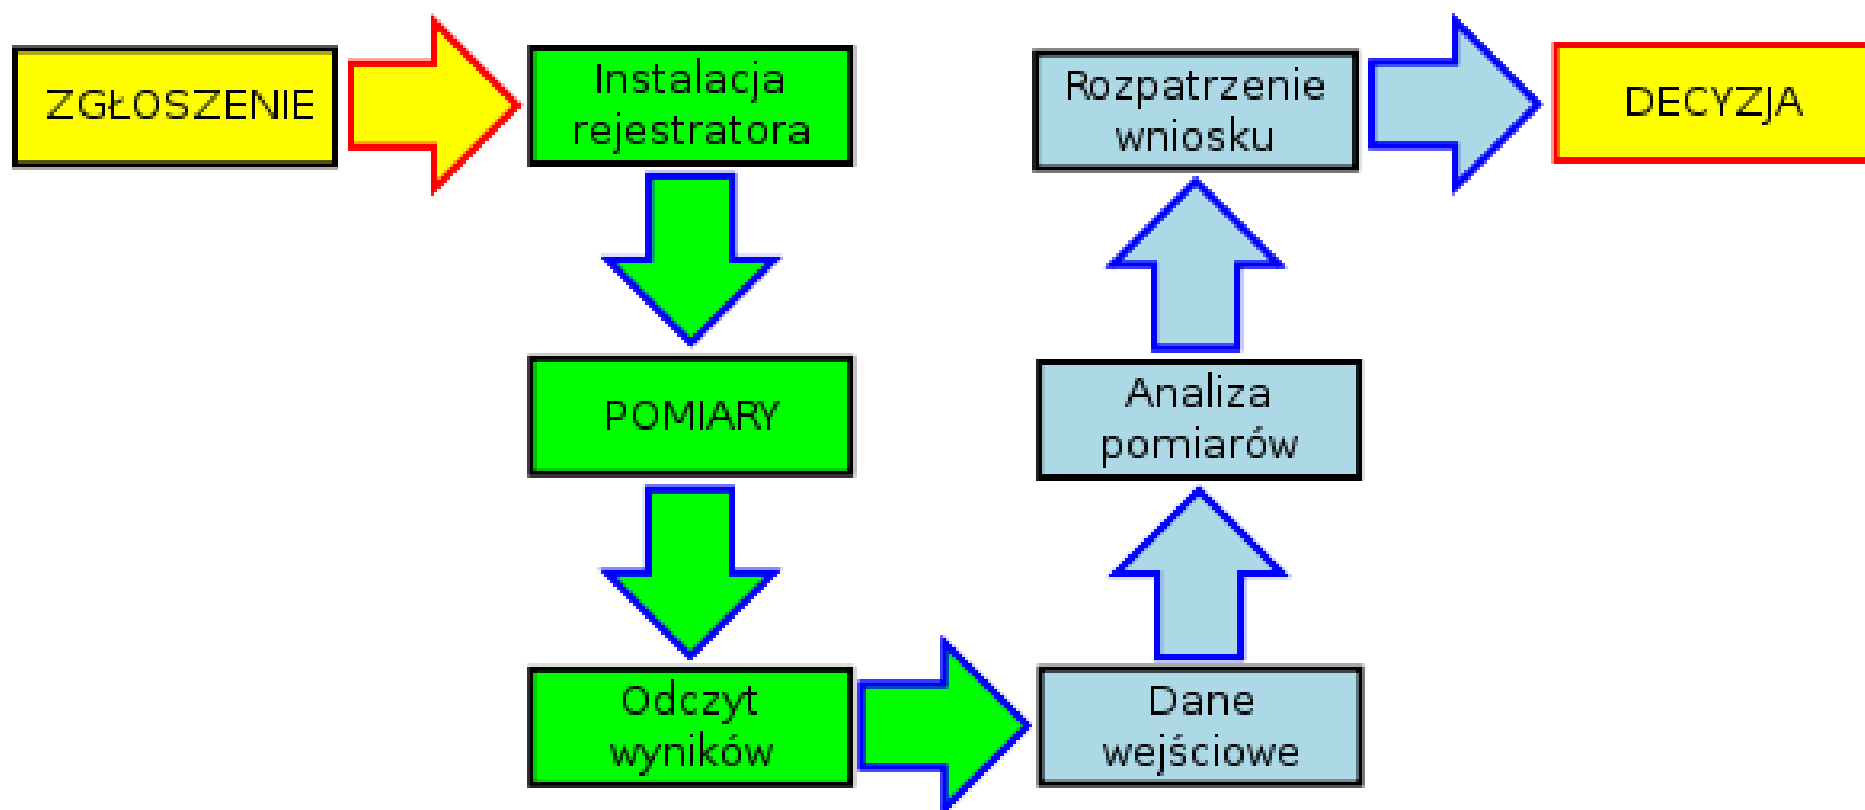 ZGŁOSZENIE
Instalacja
rejestratora
POMIARY
Odczyt
wyników
Dane
wejściowe
Analiza
pomiarów
Rozpatrzenie
wniosku
DECYZJA